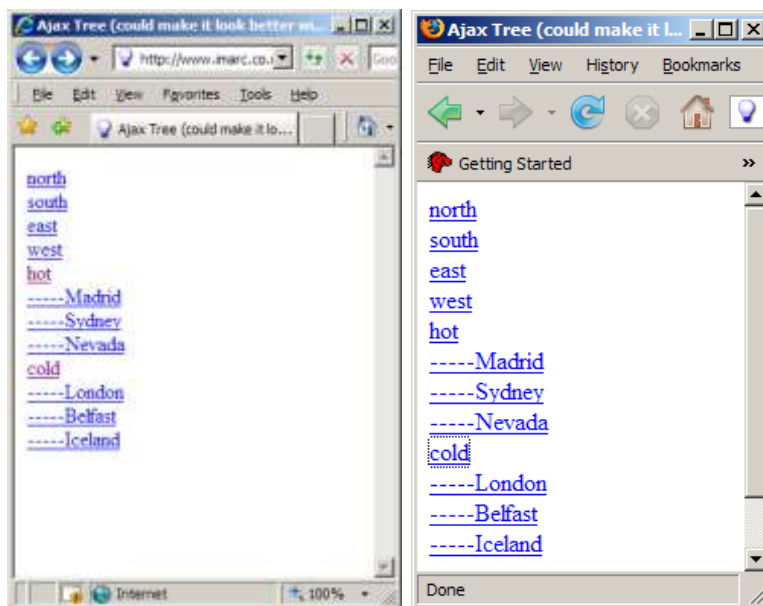 Ajax Tree (could make it look better w...
http://www.marc.co.
File Edit View Favorites Tools Help
Ajax Tree (could make it lo...
north
south
east
west
hot
-----Madrid
-----Sydney
-----Nevada
cold
-----London
-----Belfast
-----Iceland
Internet
100%
Ajax Tree (could make it l...
File Edit View History Bookmarks
Getting Started
»
north
south
east
west
hot
-----Madrid
-----Sydney
-----Nevada
cold
-----London
-----Belfast
-----Iceland
Done